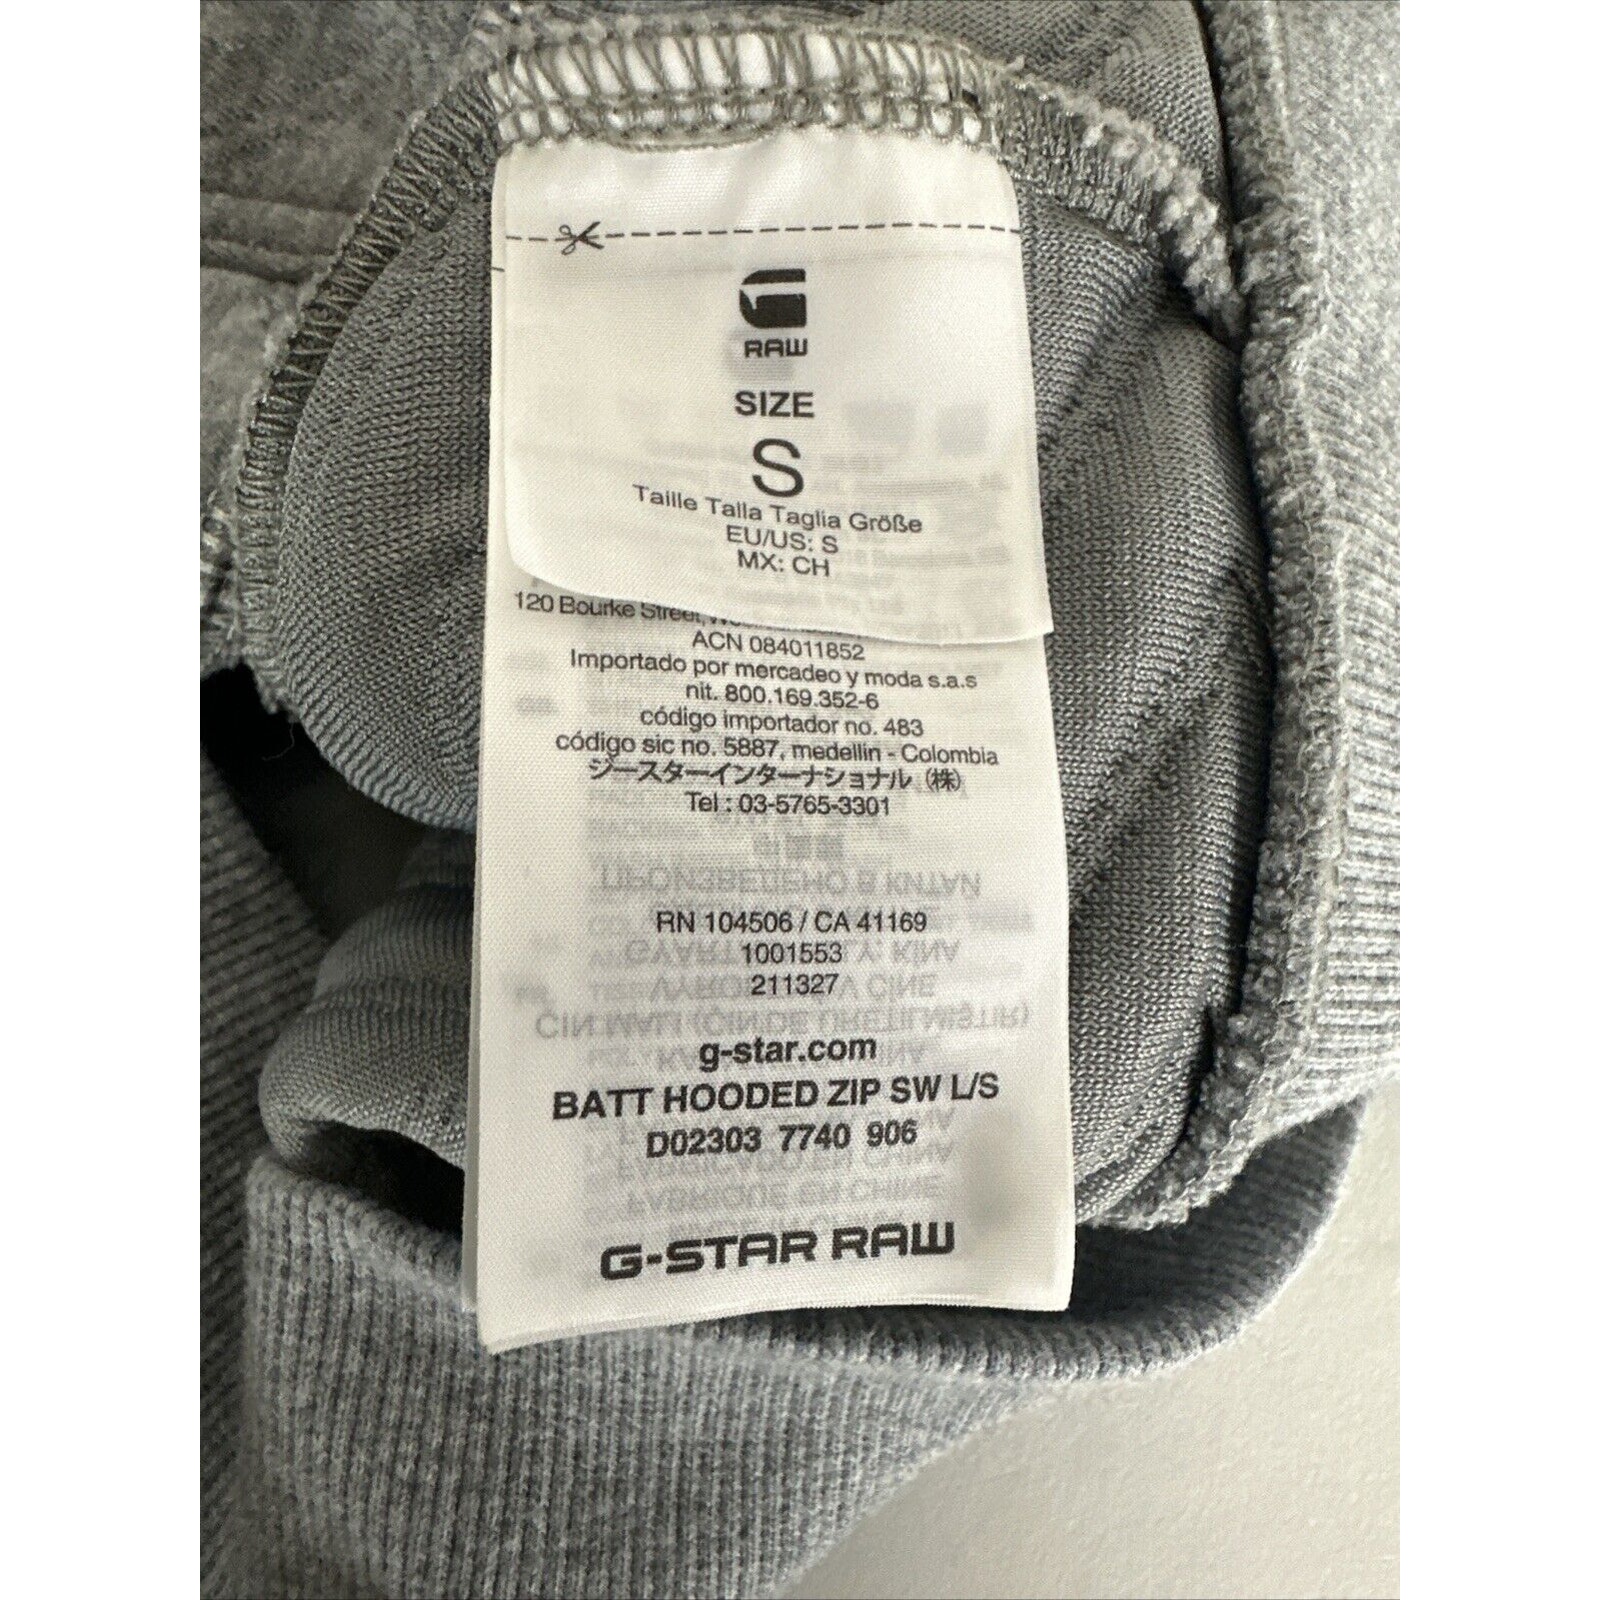 RAW
SIZE
S
Taille Talla Taglia Größe
EU/US: S
MX: CH
120 Bourke Street,
ACN 084011852
Importado por mercadeo y moda s.a.s
nit. 800.169.352-6
código importador no. 483
código sic no. 5887, medellin - Colombia
ジースターインターナショナル (株)
Tel : 03-5765-3301
RN 104506 / CA 41169
1001553
211327
g-star.com
BATT HOODED ZIP SW L/S
D02303 7740 906
G-STAR RAW